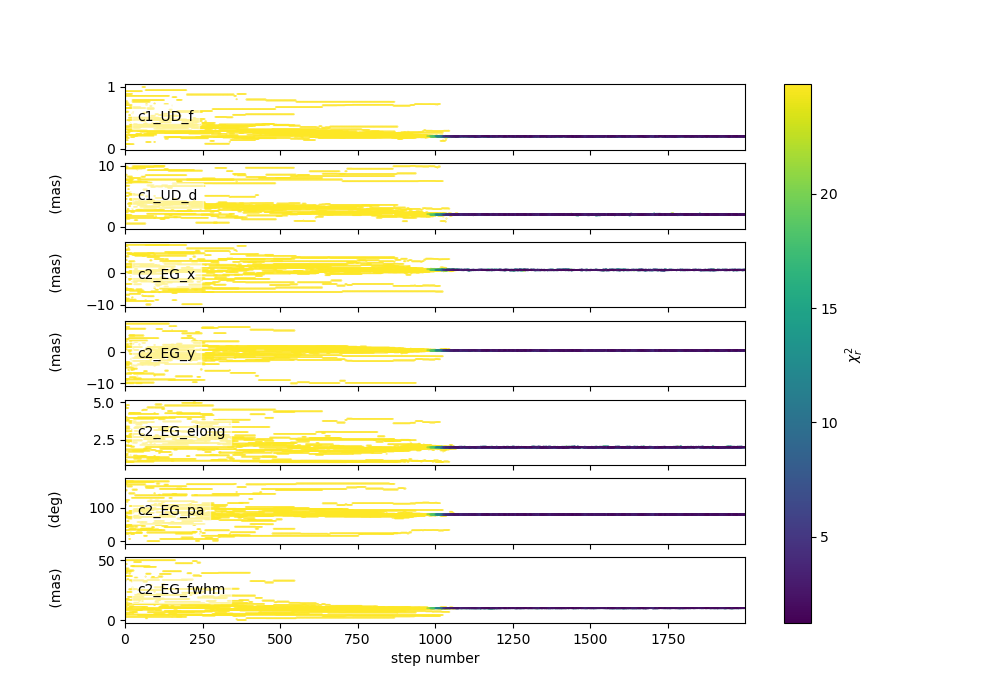 1
0
c1_UD_f
10
0
(mas)
c1_UD_d
0
−10
(mas)
c2_EG_x
0
−10
(mas)
c2_EG_y
5.0
2.5
c2_EG_elong
100
0
(deg)
c2_EG_pa
50
0
(mas)
c2_EG_fwhm
0 250 500 750 1000 1250 1500 1750
step number
20
15
10
5
χ²ᵣ